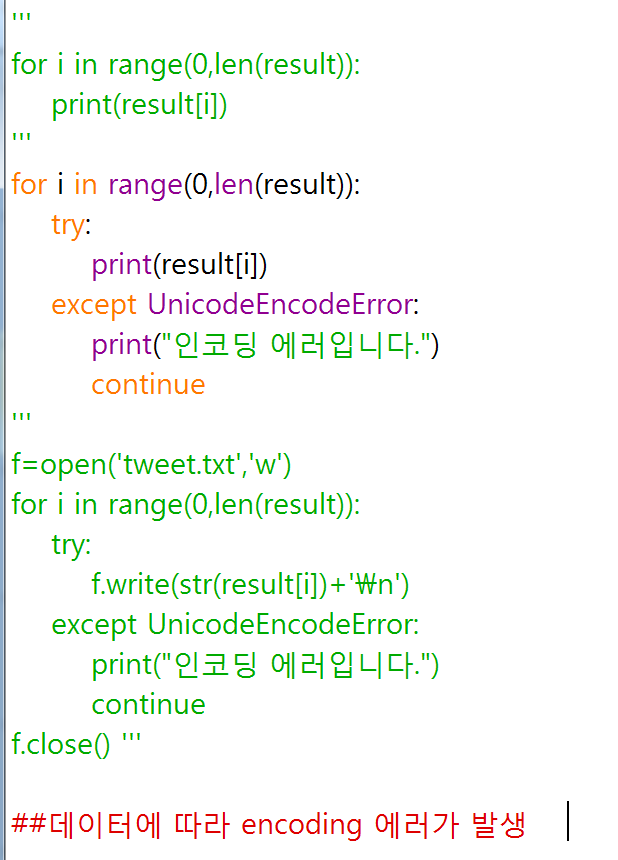 '''
for i in range(0,len(result)):
    print(result[i])
'''
for i in range(0,len(result)):
    try:
        print(result[i])
    except UnicodeEncodeError:
        print("인코딩 에러입니다.")
        continue
'''
f=open('tweet.txt','w')
for i in range(0,len(result)):
    try:
        f.write(str(result[i])+'₩n')
    except UnicodeEncodeError:
        print("인코딩 에러입니다.")
        continue
f.close() '''
##데이터에 따라 encoding 에러가 발생